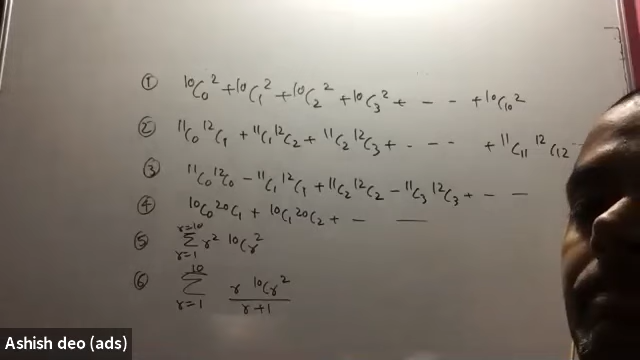 ① ¹⁰C₀² + ¹⁰C₁² + ¹⁰C₂² + ¹⁰C₃² + - - - + ¹⁰C₁₀²
② ¹¹C₀ ¹²C₁ + ¹¹C₁ ¹²C₂ + ¹¹C₂ ¹²C₃ + - - - - + ¹¹C₁₁ ¹²C₁₂
③ ¹¹C₀ ¹²C₀ - ¹¹C₁ ¹²C₁ + ¹¹C₂ ¹²C₂ - ¹¹C₃ ¹²C₃ + - -
④ ¹⁰C₀ ²⁰C₁ + ¹⁰C₁ ²⁰C₂ + - —
⑤ r=10 Σ r=1 r² ¹⁰Cᵣ²
⑥ 10 Σ r=1 r ¹⁰Cᵣ² / r+1
Ashish deo (ads)